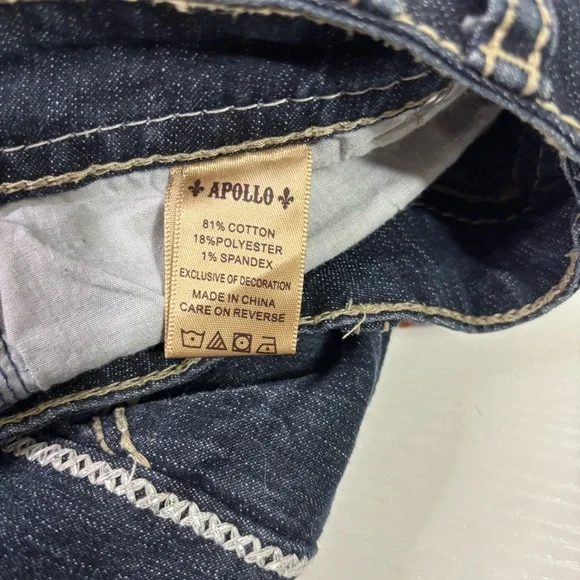 APOLLO
81% COTTON
18%POLYESTER
1% SPANDEX
EXCLUSIVE OF DECORATION
MADE IN CHINA
CARE ON REVERSE